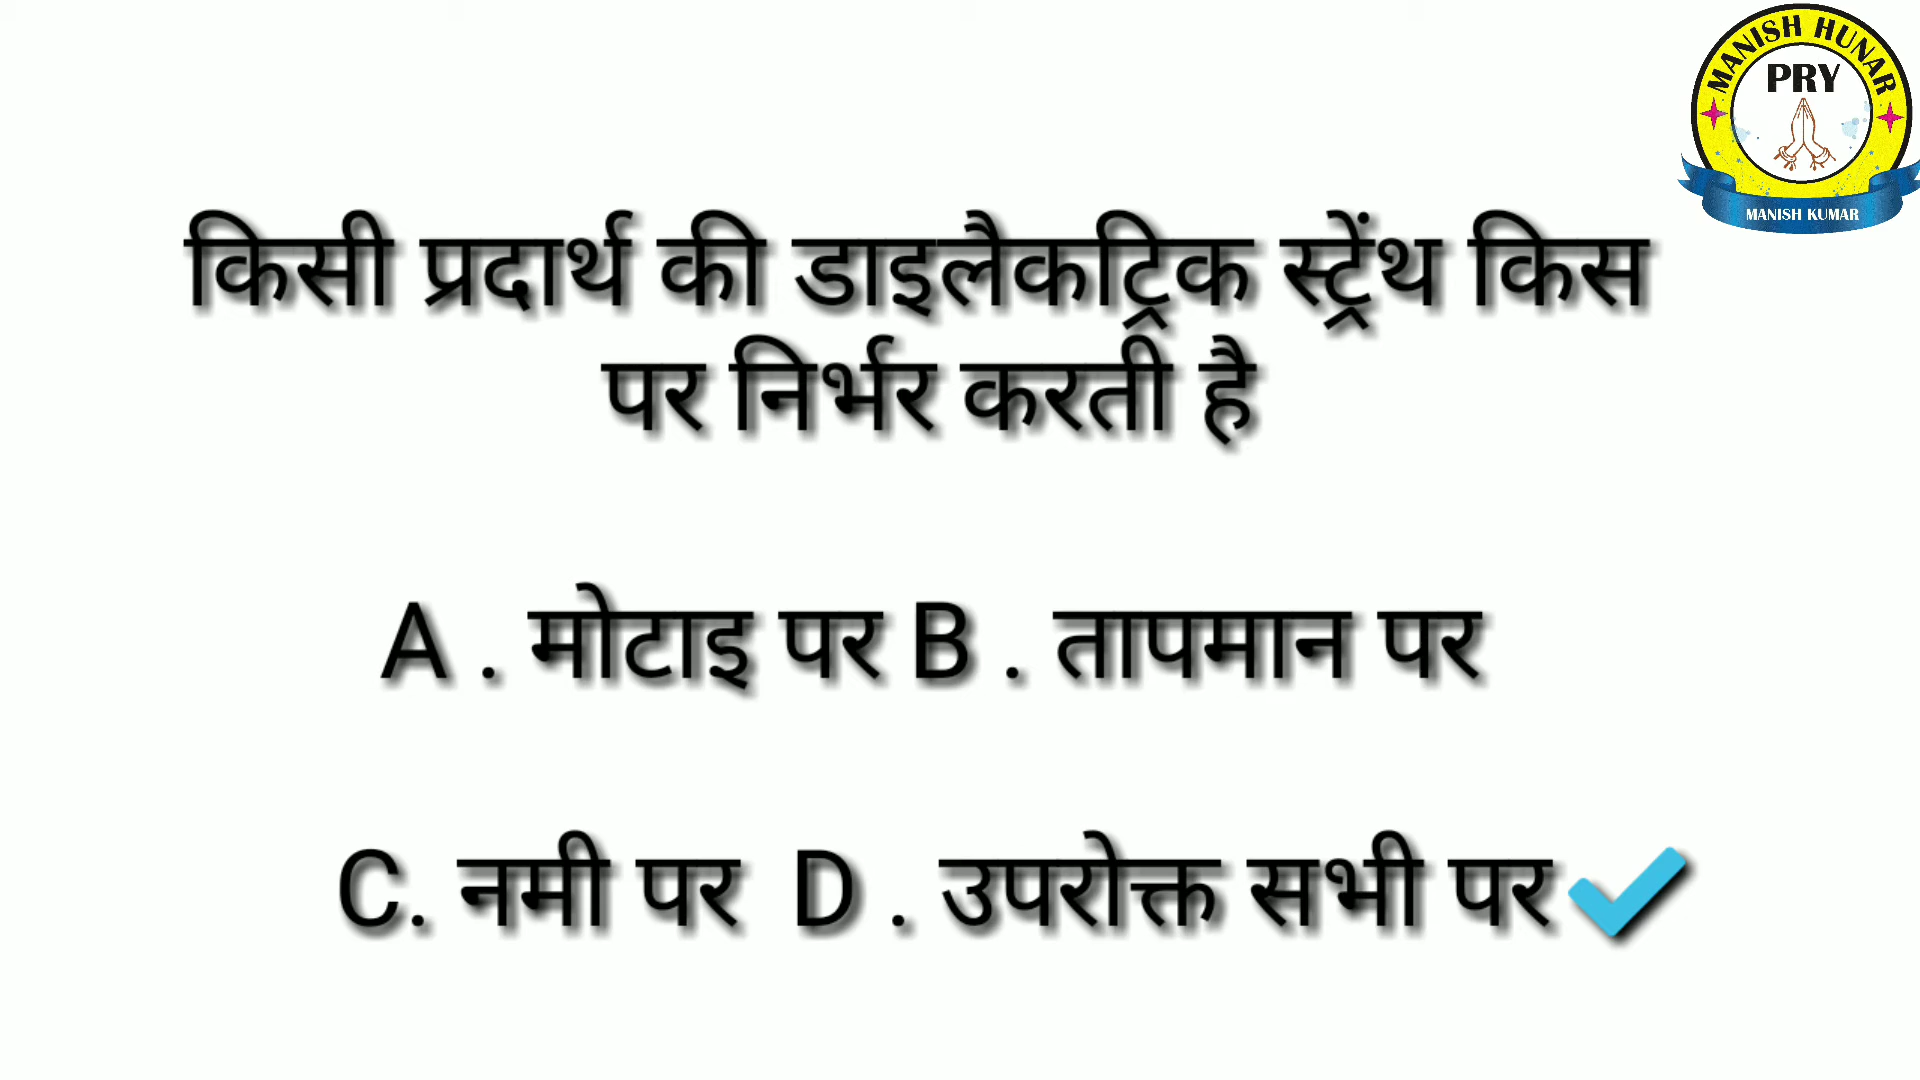 MANISH HUNAR
PRY
MANISH KUMAR
किसी प्रदार्थ की डाइलैकट्रिक स्ट्रेंथ किस
पर निर्भर करती है
A . मोटाइ पर B . तापमान पर
C. नमी पर D . उपरोक्त सभी पर